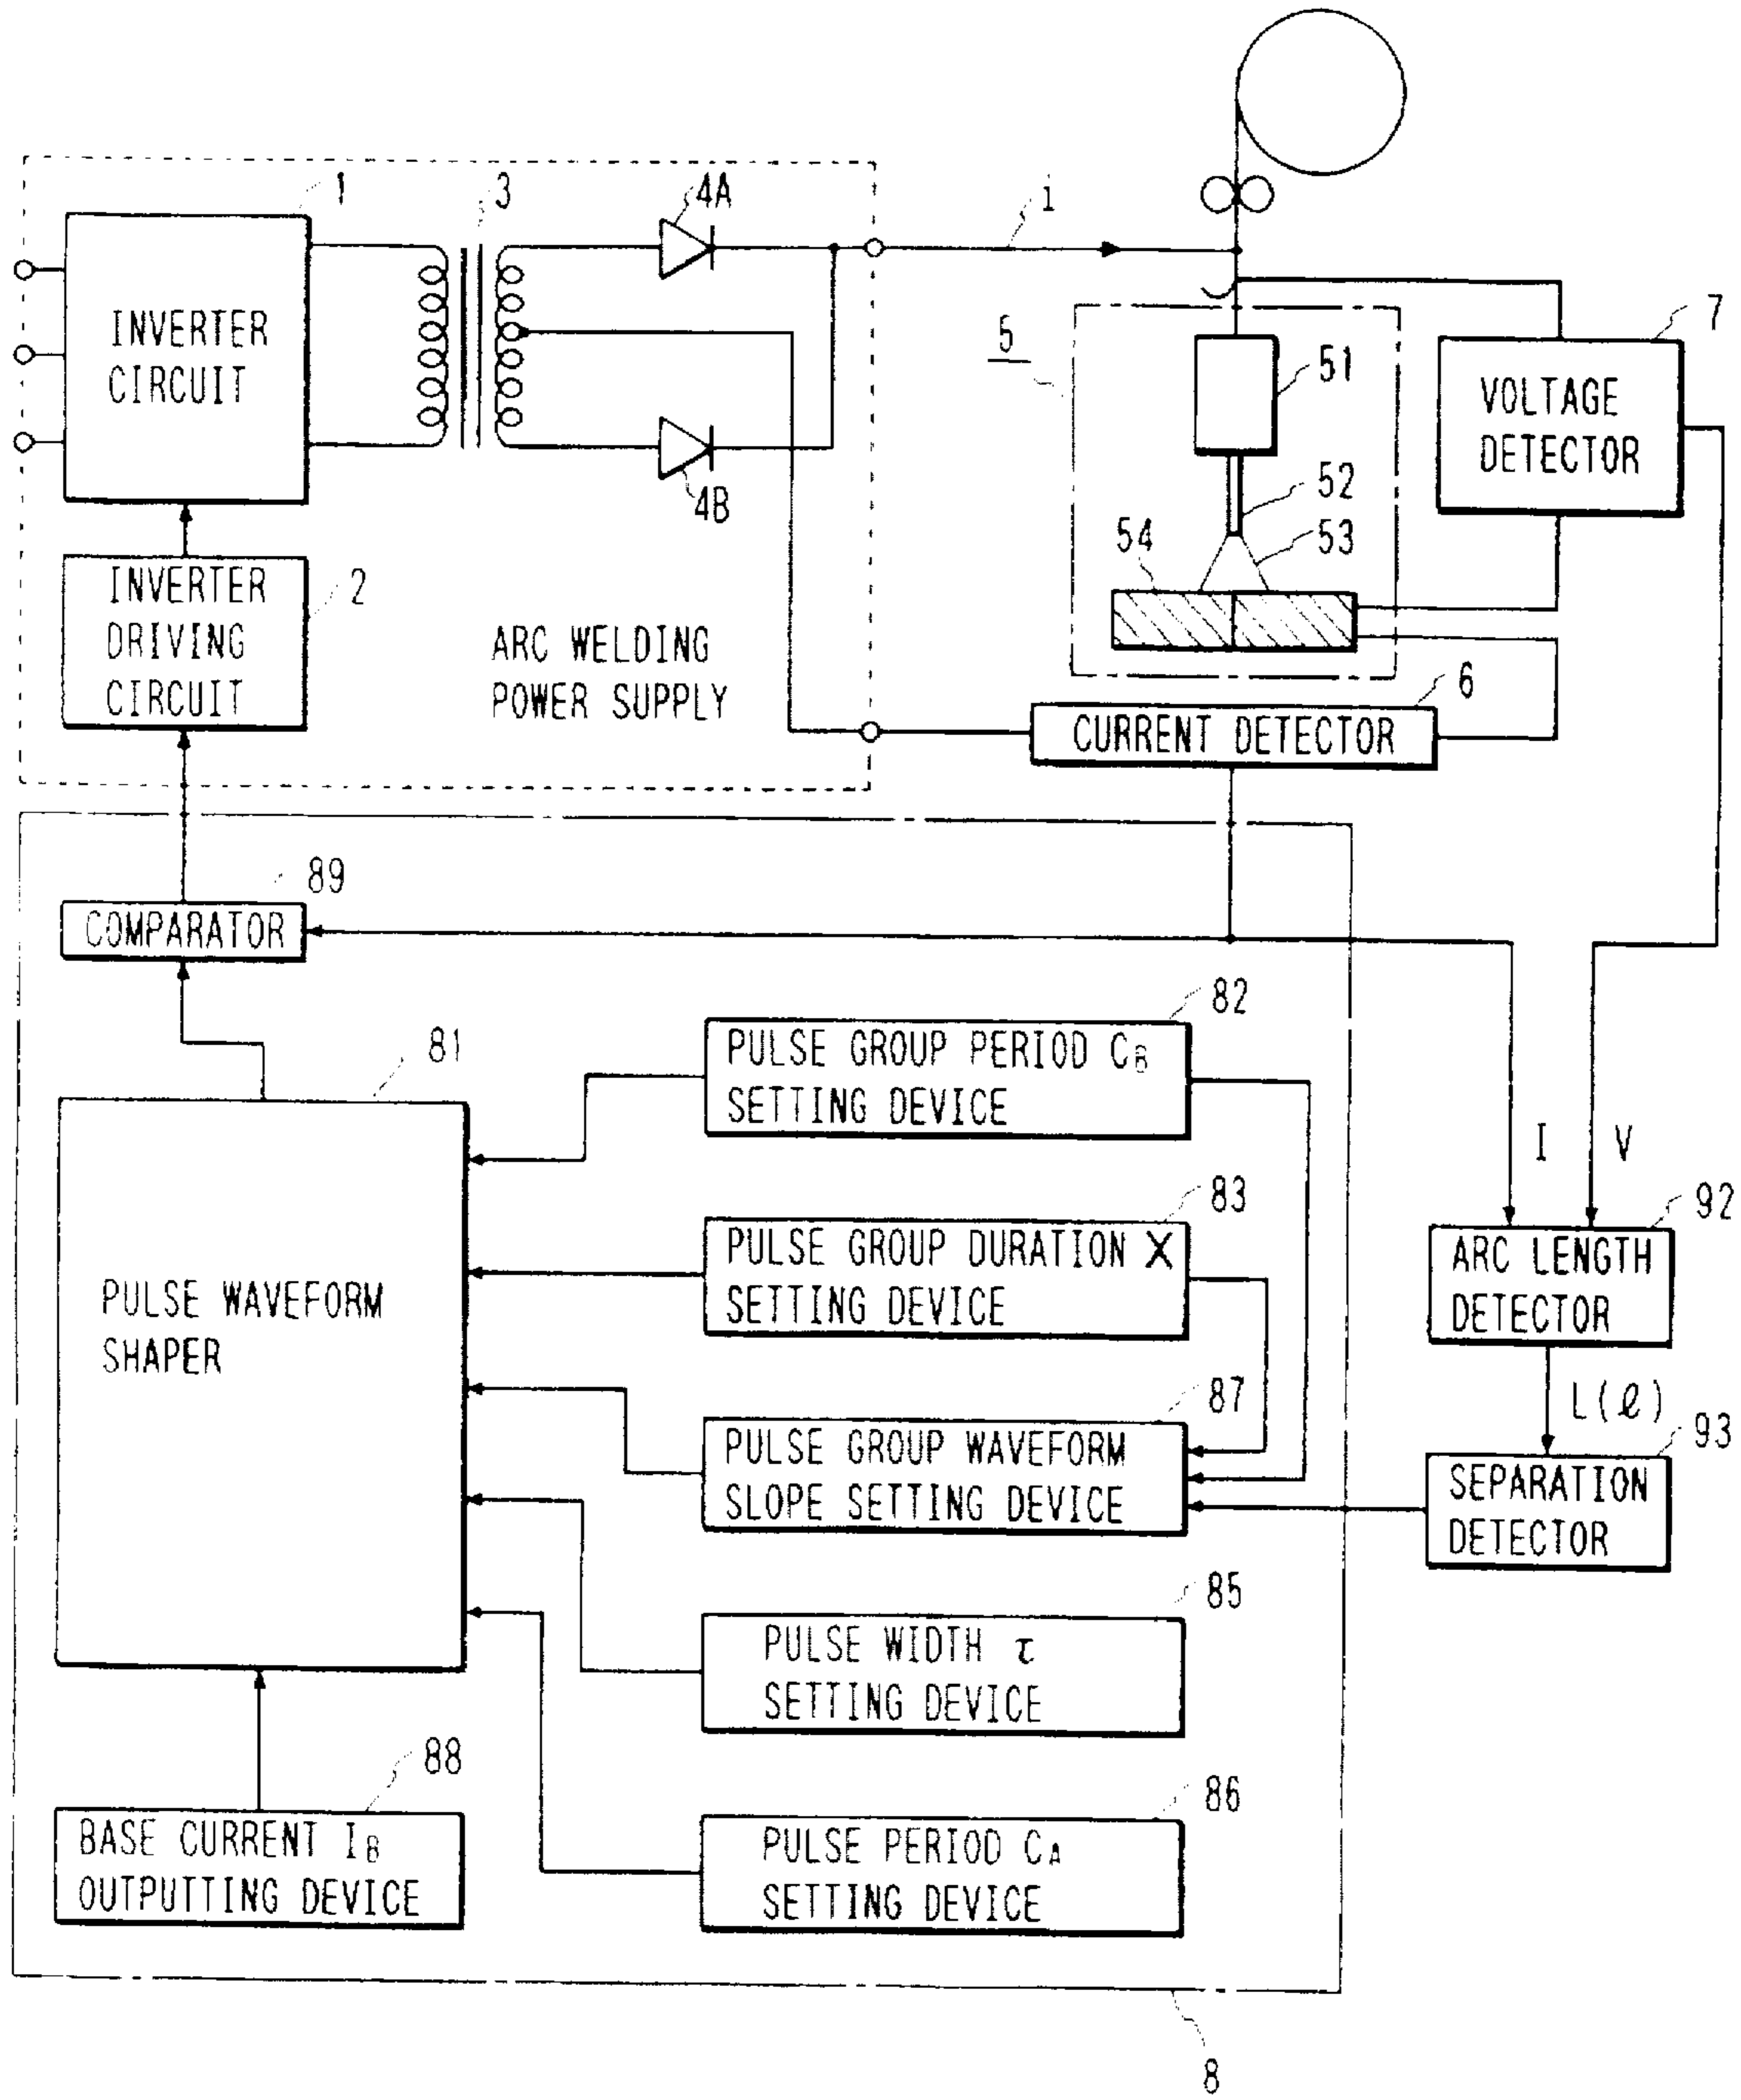 1
3
4A
i
INVERTER
CIRCUIT
5
51
7
VOLTAGE
DETECTOR
4B
52
54
53
INVERTER
DRIVING
CIRCUIT
2
ARC WELDING
POWER SUPPLY
6
CURRENT DETECTOR
89
COMPARATOR
82
PULSE GROUP PERIOD CB
SETTING DEVICE
81
I
V
83
PULSE GROUP DURATION X
SETTING DEVICE
92
ARC LENGTH
DETECTOR
PULSE WAVEFORM
SHAPER
87
L(ℓ)
93
PULSE GROUP WAVEFORM
SLOPE SETTING DEVICE
SEPARATION
DETECTOR
85
PULSE WIDTH τ
SETTING DEVICE
88
BASE CURRENT IB
OUTPUTTING DEVICE
86
PULSE PERIOD CA
SETTING DEVICE
8